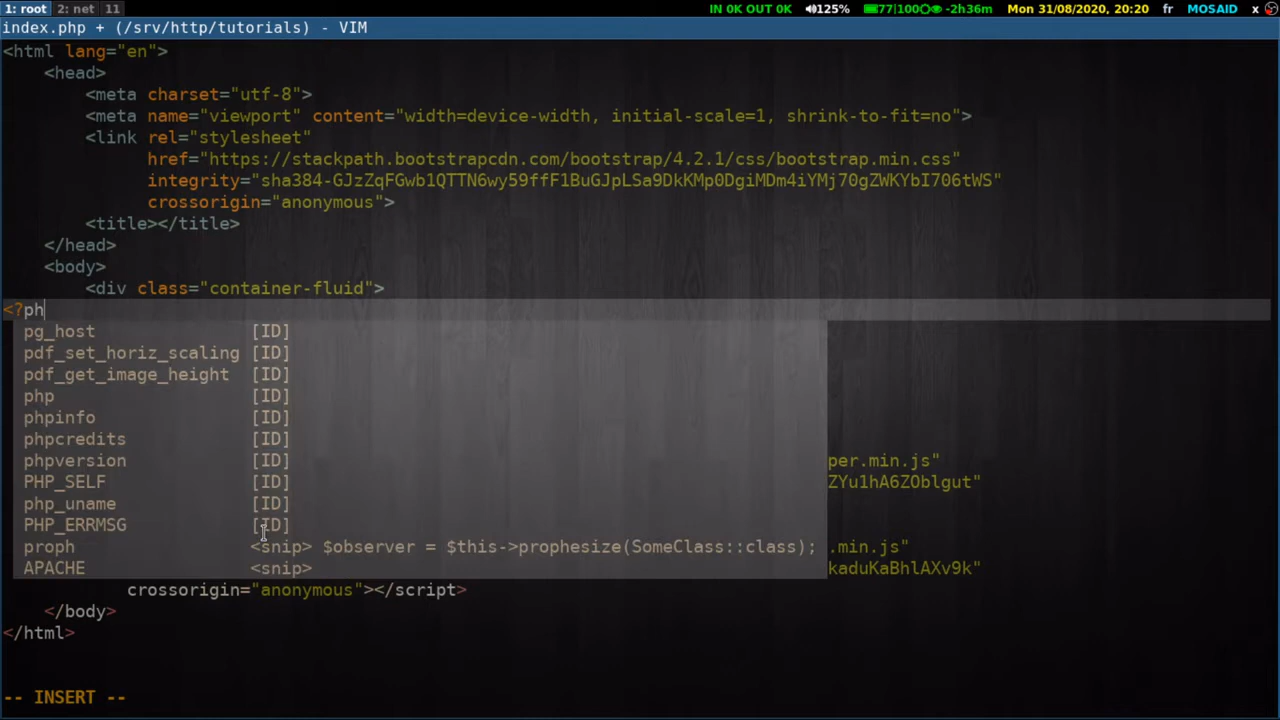 1: root 2: net 11 IN 0K OUT 0K 125% 77|100 -2h36m Mon 31/08/2020, 20:20 fr MOSAID x
index.php + (/srv/http/tutorials) - VIM
<html lang="en">
    <head>
        <meta charset="utf-8">
        <meta name="viewport" content="width=device-width, initial-scale=1, shrink-to-fit=no">
        <link rel="stylesheet"
              href="https://stackpath.bootstrapcdn.com/bootstrap/4.2.1/css/bootstrap.min.css"
              integrity="sha384-GJzZqFGwb1QTTN6wy59ffF1BuGJpLSa9DkKMp0DgiMDm4iYMj70gZWKYbI706tWS"
              crossorigin="anonymous">
        <title></title>
    </head>
    <body>
        <div class="container-fluid">
<?ph
pg_host [ID]
pdf_set_horiz_scaling [ID]
pdf_get_image_height [ID]
php [ID]
phpinfo [ID]
phpcredits [ID]
phpversion [ID] per.min.js"
PHP_SELF [ID] ZYu1hA6ZOblgut"
php_uname [ID]
PHP_ERRMSG [ID]
proph <snip> $observer = $this->prophesize(SomeClass::class); .min.js"
APACHE <snip> kaduKaBhlAXv9k"
            crossorigin="anonymous"></script>
    </body>
</html>
-- INSERT --